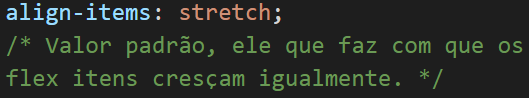 align-items: stretch;
/* Valor padrão, ele que faz com que os
flex itens cresçam igualmente. */